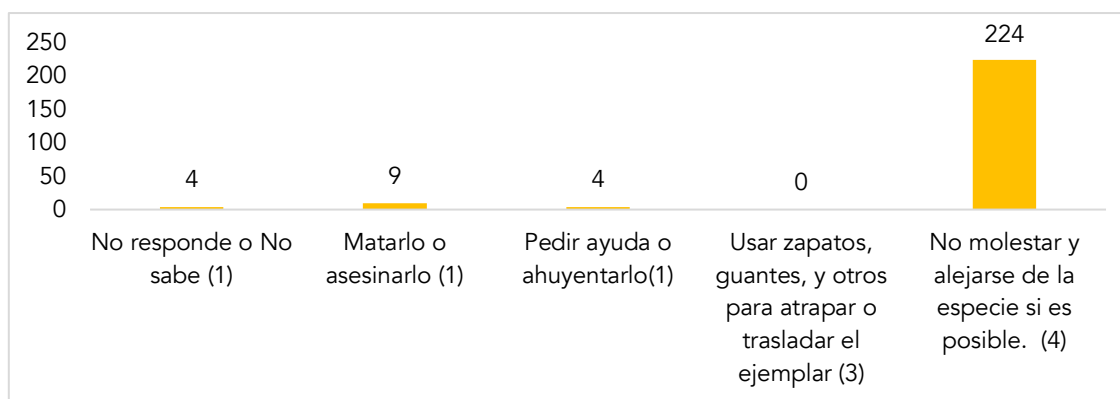 250
200
150
100
50
0
4
9
4
0
224
No responde o No
sabe (1)
Matarlo o
asesinarlo (1)
Pedir ayuda o
ahuyentarlo(1)
Usar zapatos,
guantes, y otros
para atrapar o
trasladar el
ejemplar (3)
No molestar y
alejarse de la
especie si es
posible. (4)